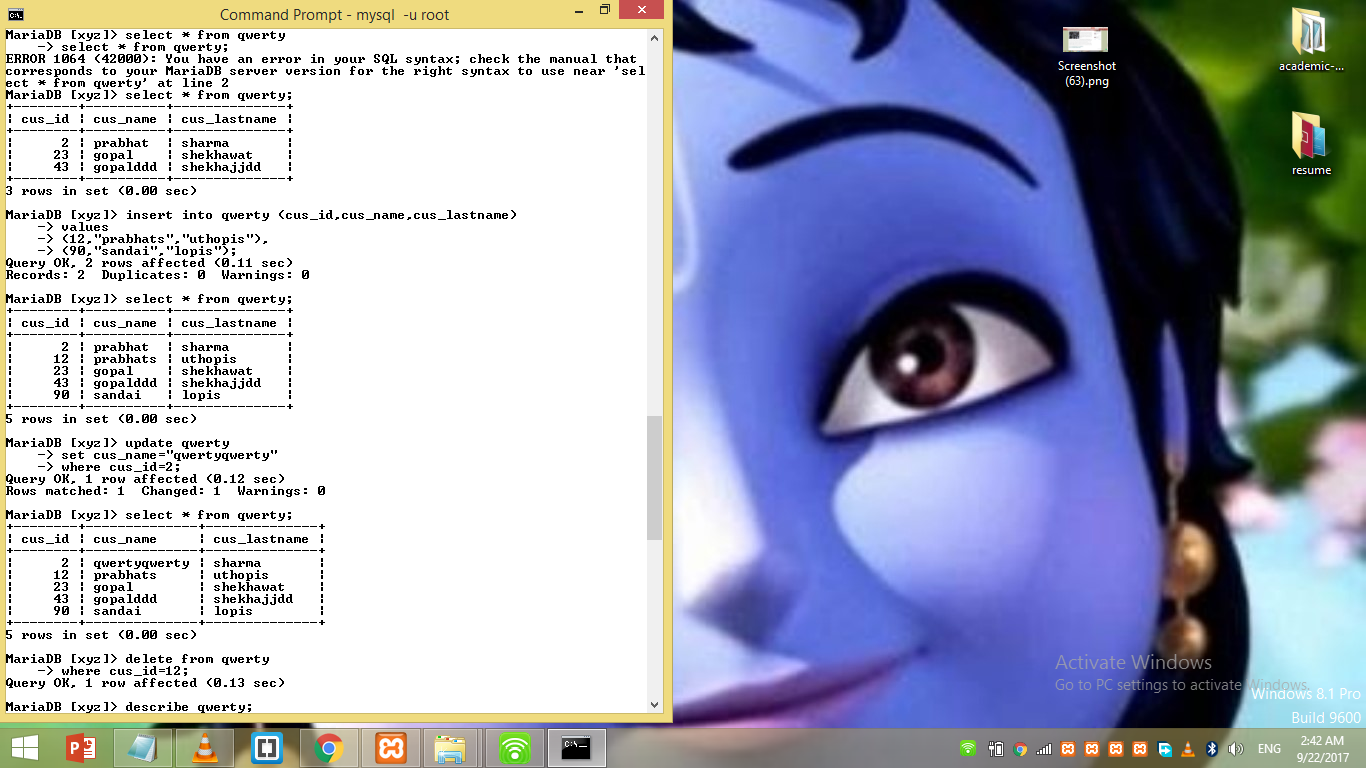 Command Prompt - mysql  -u root
MariaDB [xyz]> select * from qwerty
    -> select * from qwerty;
ERROR 1064 (42000): You have an error in your SQL syntax; check the manual that
corresponds to your MariaDB server version for the right syntax to use near 'sel
ect * from qwerty' at line 2
MariaDB [xyz]> select * from qwerty;
+--------+----------+--------------+
| cus_id | cus_name | cus_lastname |
+--------+----------+--------------+
|      2 | prabhat  | sharma       |
|     23 | gopal    | shekhawat    |
|     43 | gopalddd | shekhajjdd   |
+--------+----------+--------------+
3 rows in set (0.00 sec)
MariaDB [xyz]> insert into qwerty (cus_id,cus_name,cus_lastname)
    -> values
    -> (12,"prabhats","uthopis"),
    -> (90,"sandai","lopis");
Query OK, 2 rows affected (0.11 sec)
Records: 2  Duplicates: 0  Warnings: 0
MariaDB [xyz]> select * from qwerty;
+--------+----------+--------------+
| cus_id | cus_name | cus_lastname |
+--------+----------+--------------+
|      2 | prabhat  | sharma       |
|     12 | prabhats | uthopis      |
|     23 | gopal    | shekhawat    |
|     43 | gopalddd | shekhajjdd   |
|     90 | sandai   | lopis        |
+--------+----------+--------------+
5 rows in set (0.00 sec)
MariaDB [xyz]> update qwerty
    -> set cus_name="qwertyqwerty"
    -> where cus_id=2;
Query OK, 1 row affected (0.12 sec)
Rows matched: 1  Changed: 1  Warnings: 0
MariaDB [xyz]> select * from qwerty;
+--------+--------------+--------------+
| cus_id | cus_name     | cus_lastname |
+--------+--------------+--------------+
|      2 | qwertyqwerty | sharma       |
|     12 | prabhats     | uthopis      |
|     23 | gopal        | shekhawat    |
|     43 | gopalddd     | shekhajjdd   |
|     90 | sandai       | lopis        |
+--------+--------------+--------------+
5 rows in set (0.00 sec)
MariaDB [xyz]> delete from qwerty
    -> where cus_id=12;
Query OK, 1 row affected (0.13 sec)
MariaDB [xyz]> describe qwerty;
Screenshot
(63).png
academic-...
resume
Activate Windows
Go to PC settings to activate Windows.
Windows 8.1 Pro
Build 9600
ENG
2:42 AM
9/22/2017